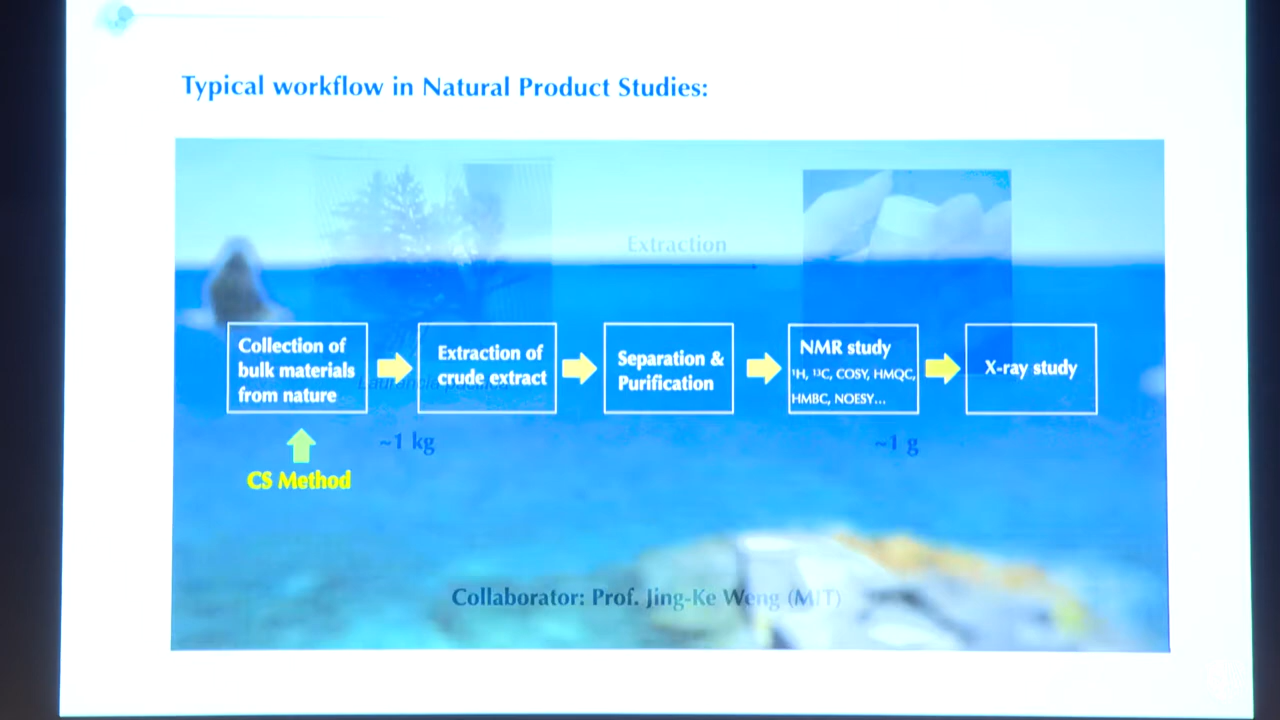 Typical workflow in Natural Product Studies:
Extraction
Collection of
bulk materials
from nature
Extraction of
crude extract
Separation &
Purification
NMR study
¹H, ¹³C, COSY, HMQC,
HMBC, NOESY...
X-ray study
~1 kg
~1 g
CS Method
Collaborator: Prof. Jing-Ke Weng (MIT)